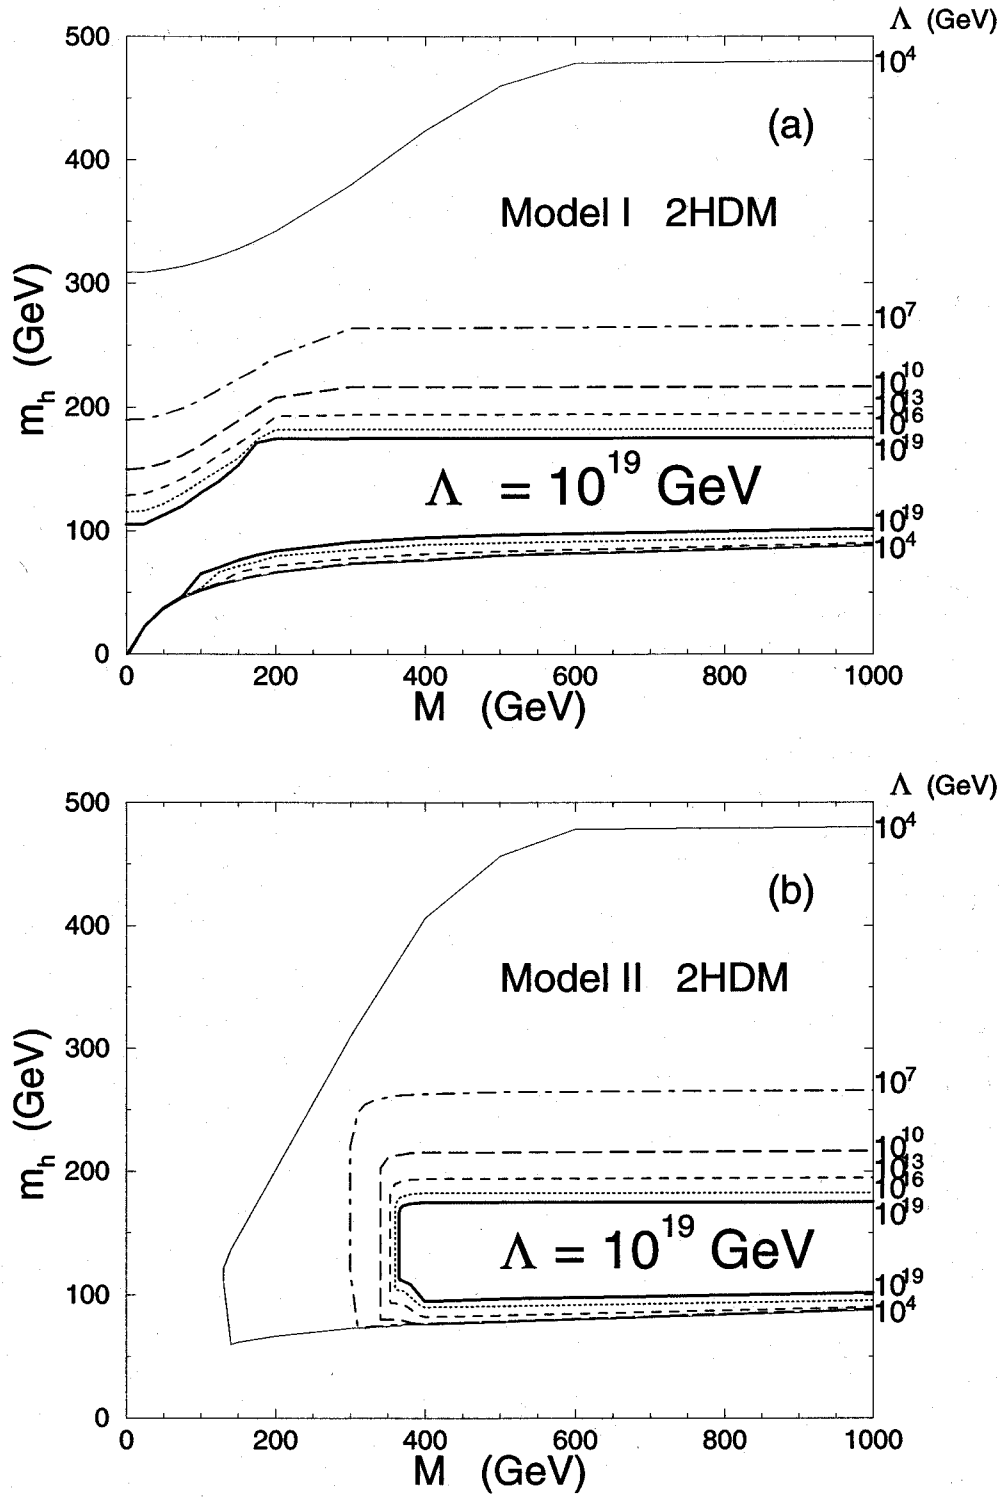 Λ (GeV)
500
10⁴
(a)
400
Model I 2HDM
300
10⁷
m_h (GeV)
10¹⁰
200
10¹³
10¹⁶
10¹⁹
Λ = 10¹⁹ GeV
10¹⁹
100
10⁴
0
0 200 400 600 800 1000
M (GeV)
Λ (GeV)
500
10⁴
(b)
400
Model II 2HDM
300
10⁷
m_h (GeV)
10¹⁰
200
10¹³
10¹⁶
10¹⁹
Λ = 10¹⁹ GeV
10¹⁹
100
10⁴
0
0 200 400 600 800 1000
M (GeV)